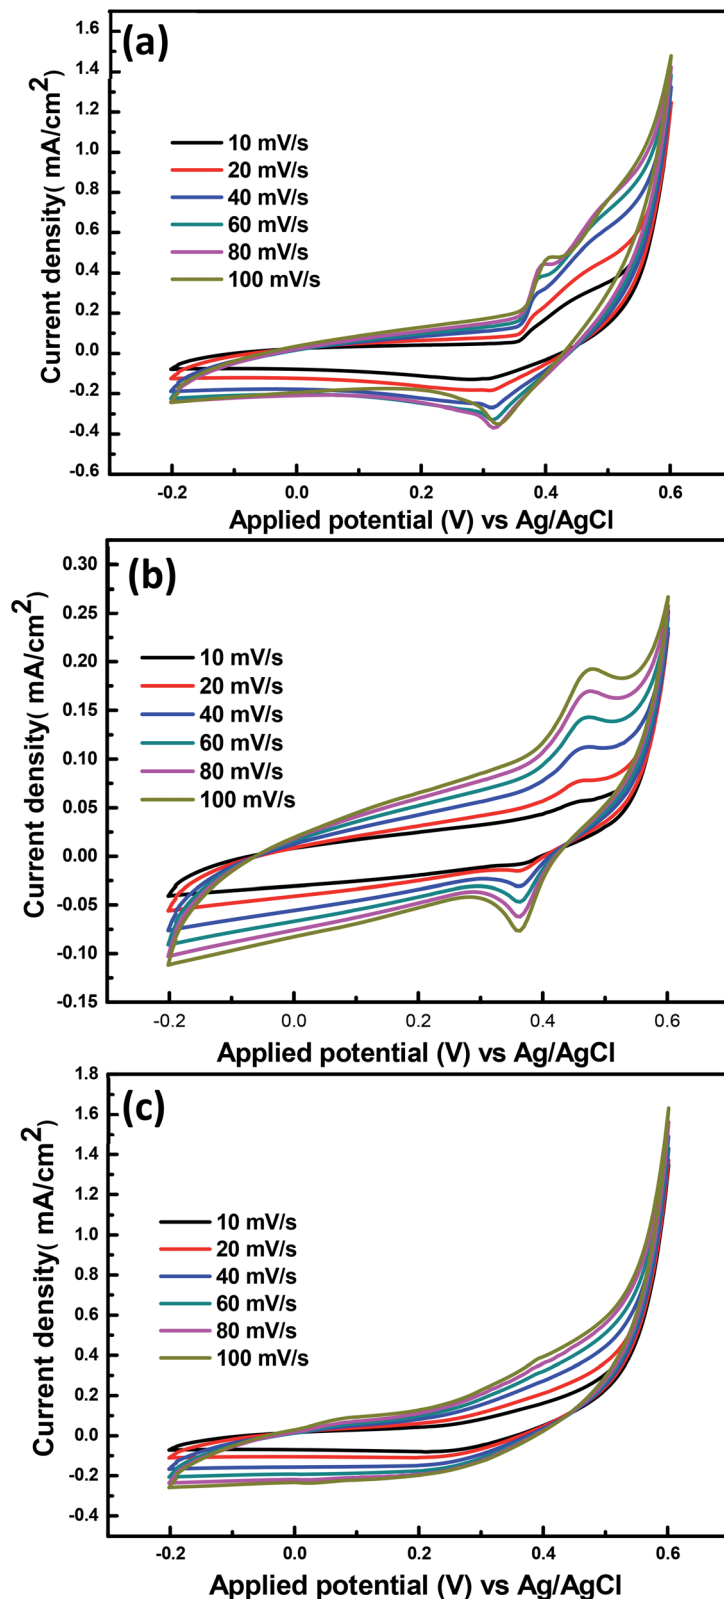 (a)
1.6
1.4
1.2
1.0
0.8
0.6
0.4
0.2
0.0
-0.2
-0.4
-0.6
Current density( mA/cm2)
10 mV/s
20 mV/s
40 mV/s
60 mV/s
80 mV/s
100 mV/s
-0.2 0.0 0.2 0.4 0.6
Applied potential (V) vs Ag/AgCl
(b)
0.30
0.25
0.20
0.15
0.10
0.05
0.00
-0.05
-0.10
-0.15
Current density( mA/cm2)
10 mV/s
20 mV/s
40 mV/s
60 mV/s
80 mV/s
100 mV/s
-0.2 0.0 0.2 0.4 0.6
Applied potential (V) vs Ag/AgCl
(c)
1.8
1.6
1.4
1.2
1.0
0.8
0.6
0.4
0.2
0.0
-0.2
-0.4
Current density( mA/cm2)
10 mV/s
20 mV/s
40 mV/s
60 mV/s
80 mV/s
100 mV/s
-0.2 0.0 0.2 0.4 0.6
Applied potential (V) vs Ag/AgCl